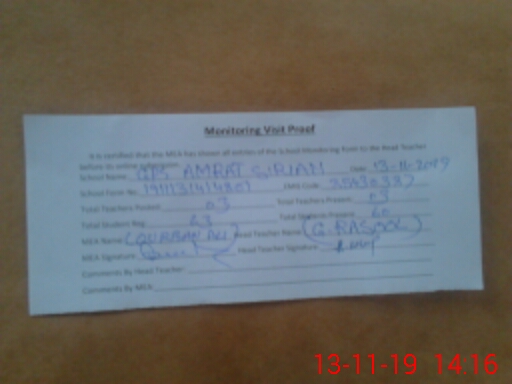 Monitoring Visit Proof
It is certified that the MEA has shown all entries of the School Monitoring Form to the Head Teacher
before its online submission.
School Name: GPS AMRAT SIRIAM Date: 13-11-2019
School Form No: EMIS Code:
Total Teachers Posted: 03 Total Teachers Present: 03
Total Student Reg: 63 Total Students Present: 60
MEA Name: (QURBAN ALI) Head Teacher Name: (G. RASOOL)
MEA Signature: Head Teacher Signature:
Comments By Head Teacher:
Comments By MEA:
13-11-19 14:16